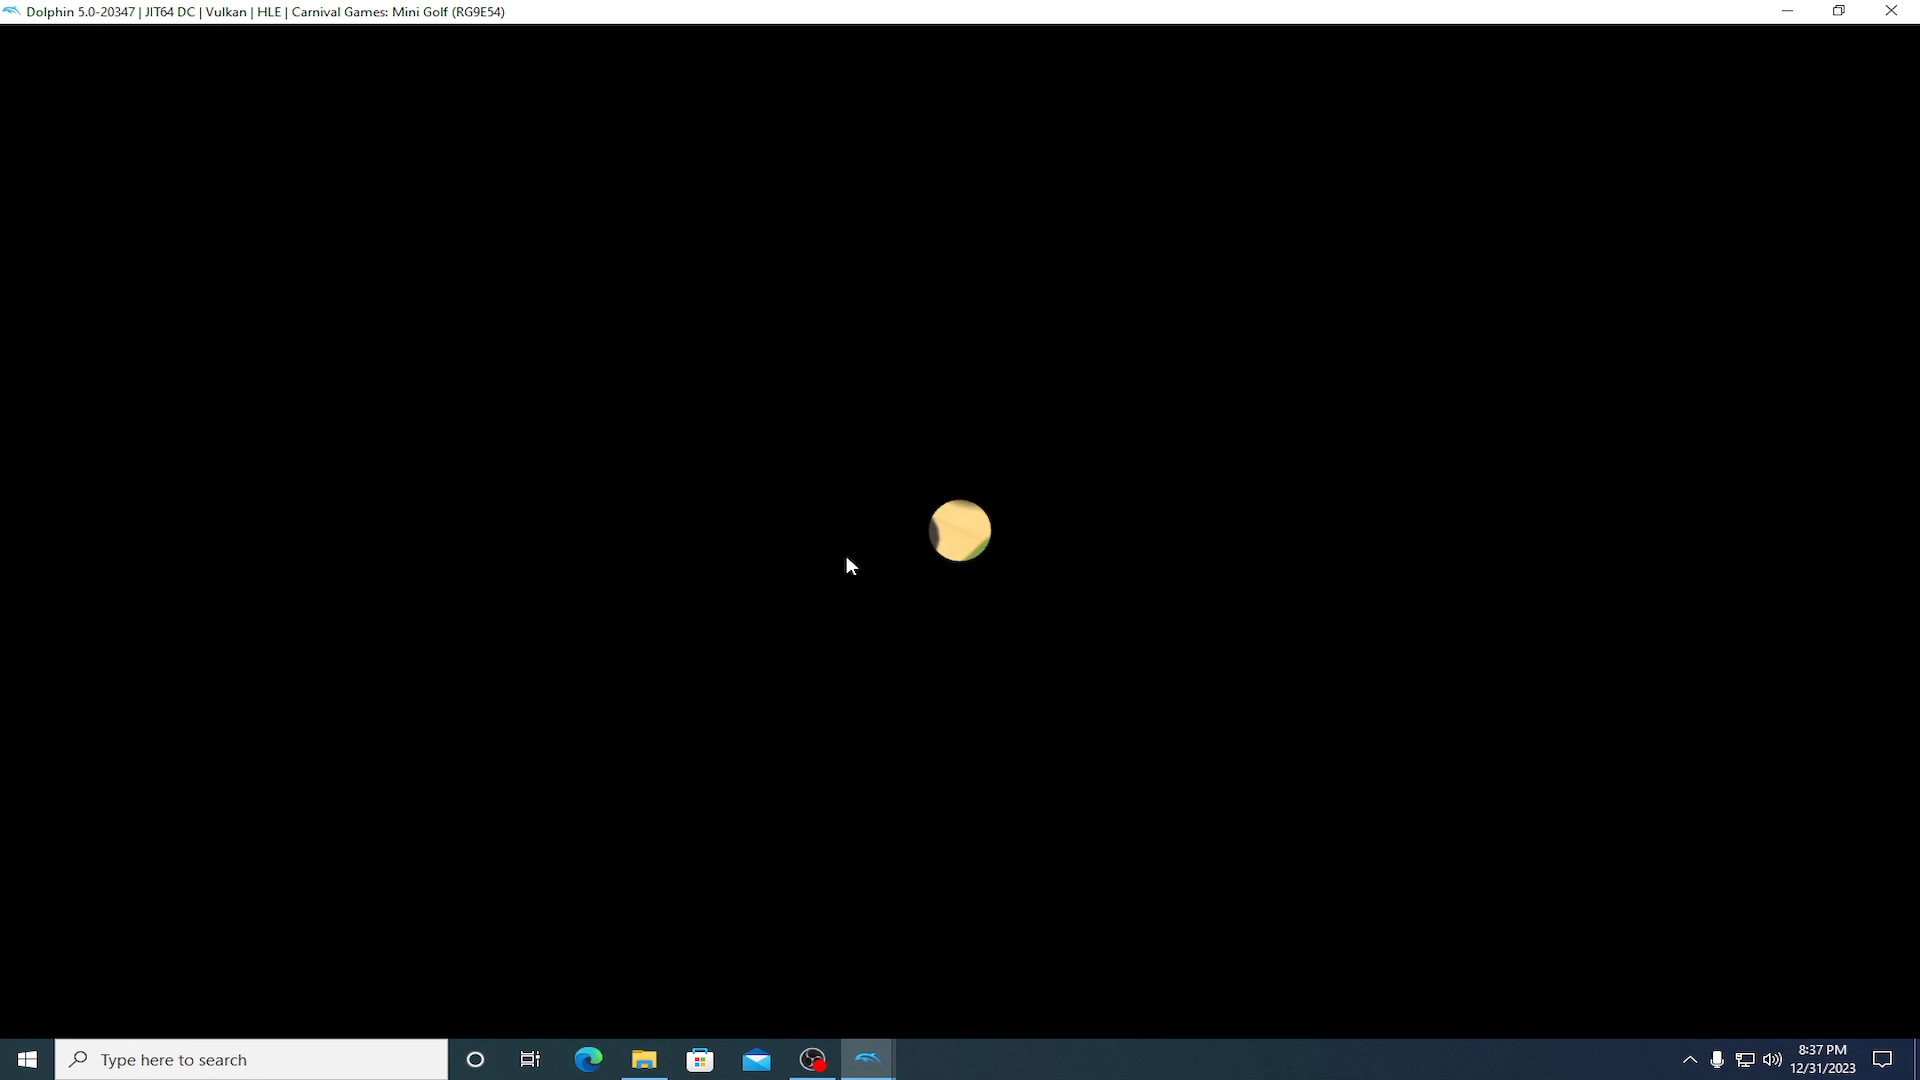 Dolphin 5.0-20347 | JIT64 DC | Vulkan | HLE | Carnival Games: Mini Golf (RG9E54)
Type here to search
8:37 PM
12/31/2023